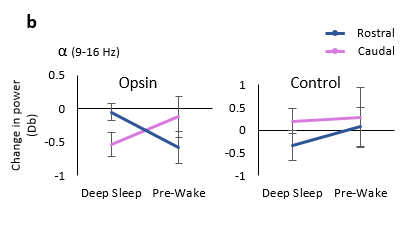 b
Rostral
Caudal
α (9-16 Hz)
Opsin
Control
Change in power
(Db)
0.5
0
-0.5
-1
1
0.5
0
-0.5
-1
Deep Sleep Pre-Wake
Deep Sleep Pre-Wake